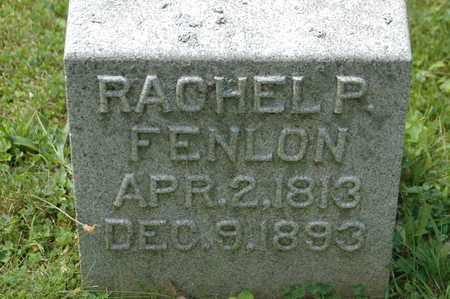 RACHEL P.
FENLON
APR. 2. 1813
DEC. 9. 1893